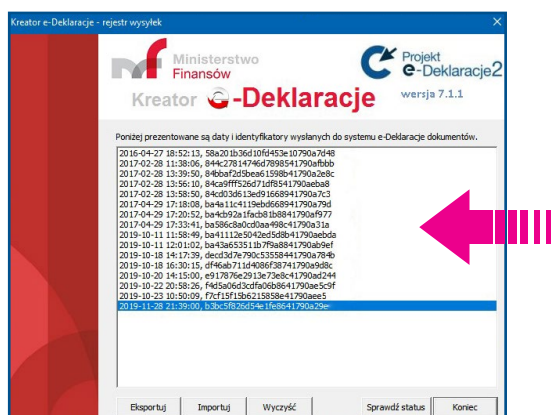 Kreator e-Deklaracje - rejestr wysyłek
Ministerstwo
Finansów
Projekt
e-Deklaracje2
Kreator e-Deklaracje
wersja 7.1.1
Poniżej prezentowane są daty i identyfikatory wysłanych do systemu e-Deklaracje dokumentów.
2016-04-27 18:52:13, 58a201b36d10fd453e10790a7d48
2017-02-28 11:38:06, 844c27814746d7898541790afbbb
2017-02-28 13:39:50, 84bbaf2d5bea61598b41790a2e8c
2017-02-28 13:56:10, 84ca9fff526d71df8541790aeba8
2017-02-28 13:58:50, 84cd03d613ed91668941790a7c3
2017-04-29 17:18:08, ba4a11c4119ebd668941790a79d
2017-04-29 17:20:52, ba4cb92a1facb81b8841790af977
2017-04-29 17:33:41, ba586c8a0cd0aa498c41790a31a
2019-10-11 11:58:49, ba41112e5042ed5d8b41790aebda
2019-10-11 12:01:02, ba43a653511b7f9a8841790ab9ef
2019-10-18 14:17:39, decd3d7e790c53558441790a784b
2019-10-18 16:30:15, df46ab711d4086f38741790a9d8c
2019-10-20 14:15:00, e917876e2913e73e8c41790ad244
2019-10-22 20:58:26, f4d5a06d3cdfa06b8641790ae5c9f
2019-10-23 10:50:09, f7cf15f15b6215858e41790aee5
2019-11-28 21:39:00, b3bc5f826d54e1fe8641790a29e
Eksportuj
Importuj
Wyczyść
Sprawdź status
Koniec